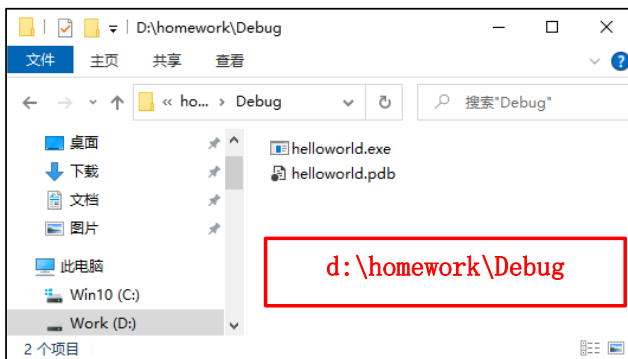 D:\homework\Debug
文件 主页 共享 查看
« ho... › Debug 搜索"Debug"
桌面
下载
文档
图片
此电脑
Win10 (C:)
Work (D:)
helloworld.exe
helloworld.pdb
d:\homework\Debug
2 个项目